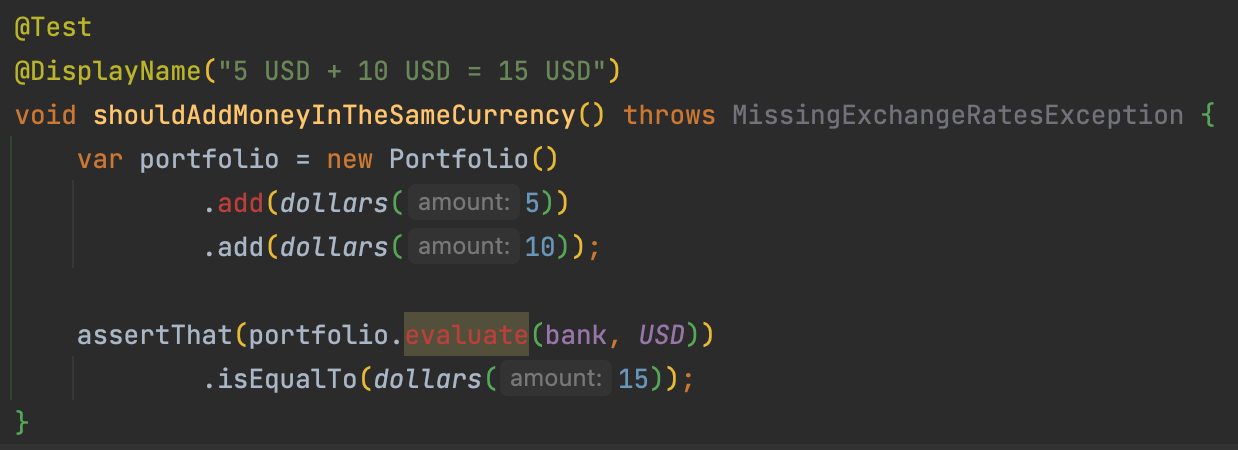 @Test
@DisplayName("5 USD + 10 USD = 15 USD")
void shouldAddMoneyInTheSameCurrency() throws MissingExchangeRatesException {
    var portfolio = new Portfolio()
            .add(dollars( amount: 5))
            .add(dollars( amount: 10));

    assertThat(portfolio.evaluate(bank, USD))
            .isEqualTo(dollars( amount: 15));
}